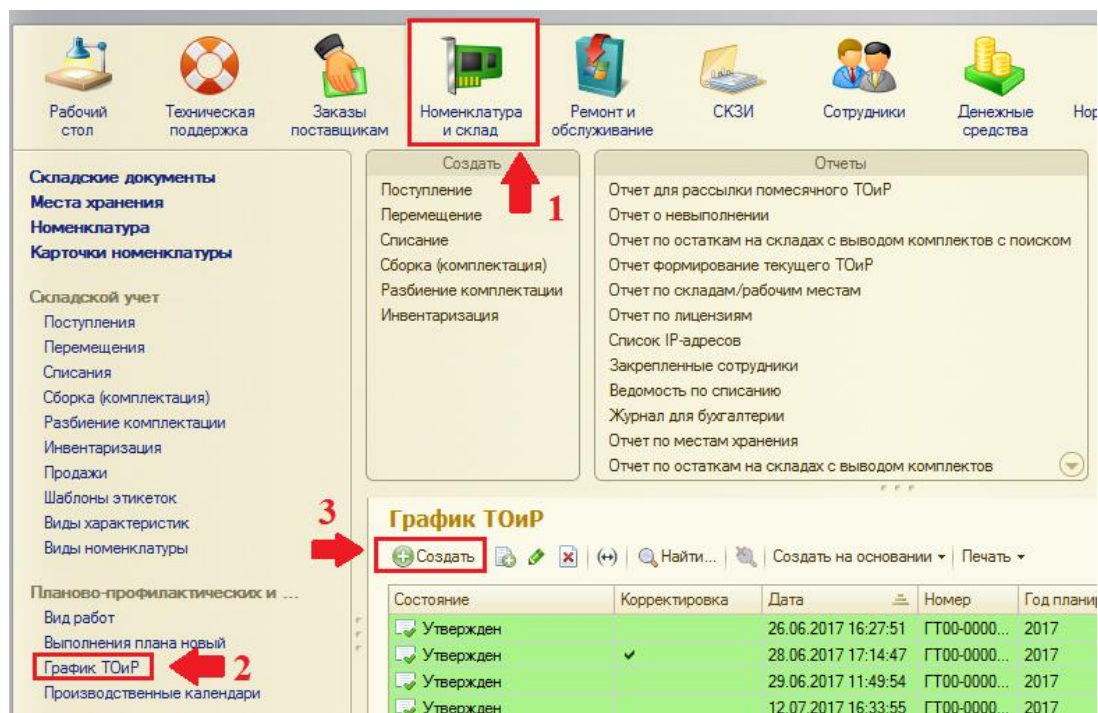 Рабочий
стол
Техническая
поддержка
Заказы
поставщикам
Номенклатура
и склад
Ремонт и
обслуживание
СКЗИ
Сотрудники
Денежные
средства
Нор
Складские документы
Места хранения
Номенклатура
Карточки номенклатуры
Складской учет
Поступления
Перемещения
Списания
Сборка (комплектация)
Разбиение комплектации
Инвентаризация
Продажи
Шаблоны этикеток
Виды характеристик
Виды номенклатуры
Планово-профилактических и ...
Вид работ
Выполнения плана новый
График ТОиР
2
Производственные календари
Создать
1
Поступление
Перемещение
Списание
Сборка (комплектация)
Разбиение комплектации
Инвентаризация
Отчеты
Отчет для рассылки помесячного ТОиР
Отчет о невыполнении
Отчет по остаткам на складах с выводом комплектов с поиском
Отчет формирование текущего ТОиР
Отчет по складам/рабочим местам
Отчет по лицензиям
Список IP-адресов
Закрепленные сотрудники
Ведомость по списанию
Журнал для бухгалтерии
Отчет по местам хранения
Отчет по остаткам на складах с выводом комплектов
3
График ТОиР
Создать Найти... Создать на основании Печать
Состояние Корректировка Дата Номер Год планир
Утвержден 26.06.2017 16:27:51 ГТ00-0000... 2017
Утвержден 28.06.2017 17:14:47 ГТ00-0000... 2017
Утвержден 29.06.2017 11:49:54 ГТ00-0000... 2017
Утвержден 12.07.2017 16:33:55 ГТ00-0000... 2017